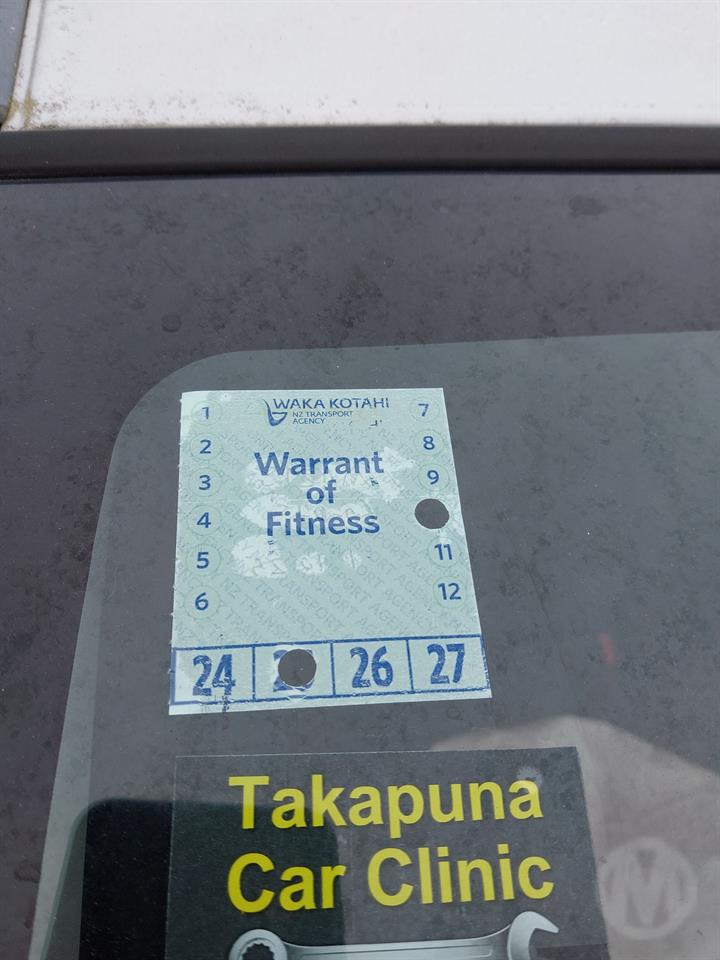 WAKA KOTAHI
NZ TRANSPORT
AGENCY
1 7
2 8
3 9
4
5 11
6 12
Warrant
of
Fitness
24 26 27
Takapuna
Car Clinic
M